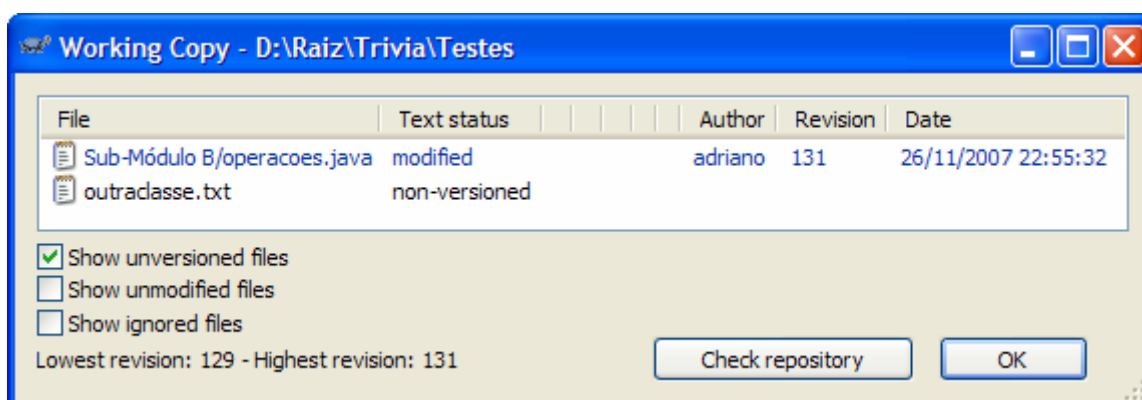 Working Copy - D:\Raiz\Trivia\Testes
File Text status Author Revision Date
Sub-Módulo B/operacoes.java modified adriano 131 26/11/2007 22:55:32
outraclasse.txt non-versioned
Show unversioned files
Show unmodified files
Show ignored files
Lowest revision: 129 - Highest revision: 131 Check repository OK